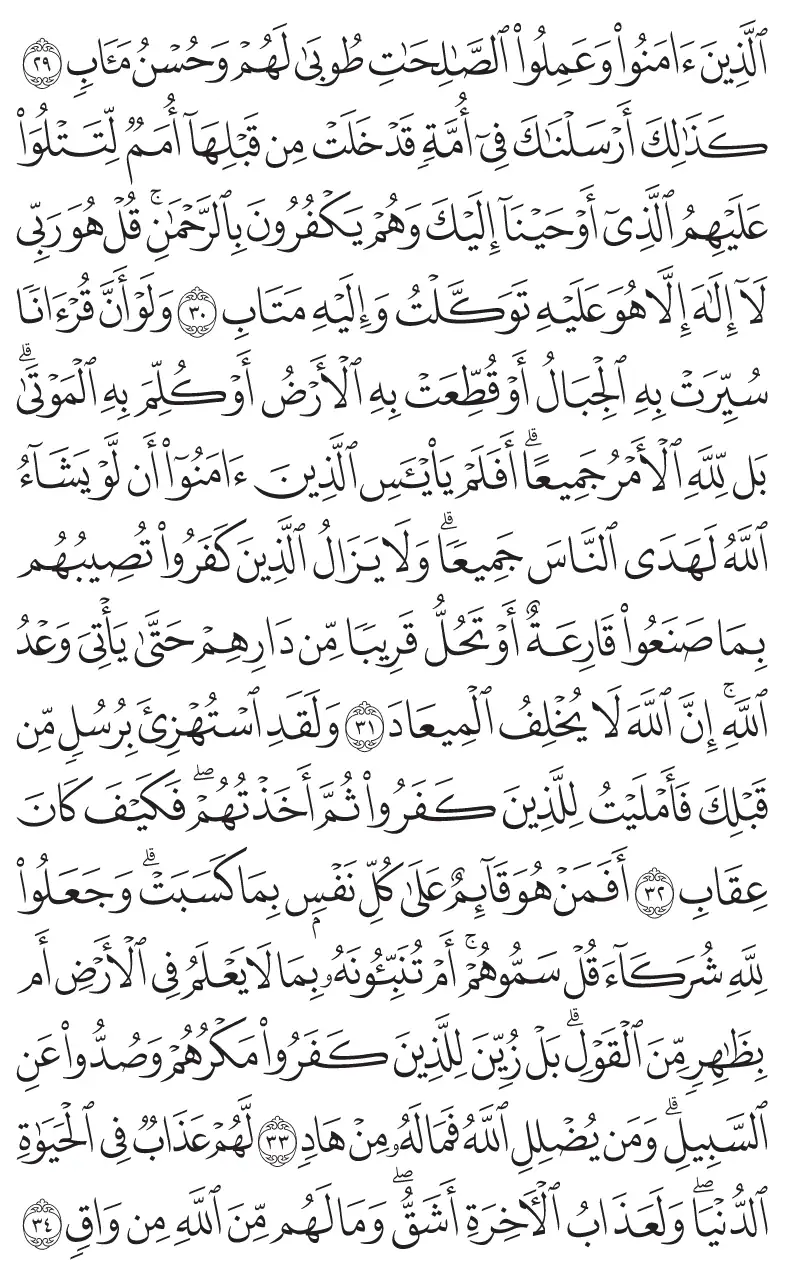 ٱلَّذِينَ ءَامَنُوا۟ وَعَمِلُوا۟ ٱلصَّـٰلِحَـٰتِ طُوبَىٰ لَهُمْ وَحُسْنُ مَـَٔابٍ ٢٩
كَذَٰلِكَ أَرْسَلْنَـٰكَ فِىٓ أُمَّةٍ قَدْ خَلَتْ مِن قَبْلِهَآ أُمَمٌ لِّتَتْلُوَا۟
عَلَيْهِمُ ٱلَّذِىٓ أَوْحَيْنَآ إِلَيْكَ وَهُمْ يَكْفُرُونَ بِٱلرَّحْمَـٰنِ ۚ قُلْ هُوَ رَبِّى
لَآ إِلَـٰهَ إِلَّا هُوَ عَلَيْهِ تَوَكَّلْتُ وَإِلَيْهِ مَتَابِ ٣٠ وَلَوْ أَنَّ قُرْءَانًا
سُيِّرَتْ بِهِ ٱلْجِبَالُ أَوْ قُطِّعَتْ بِهِ ٱلْأَرْضُ أَوْ كُلِّمَ بِهِ ٱلْمَوْتَىٰ ۗ
بَل لِّلَّهِ ٱلْأَمْرُ جَمِيعًا ۗ أَفَلَمْ يَا۟يْـَٔسِ ٱلَّذِينَ ءَامَنُوٓا۟ أَن لَّوْ يَشَآءُ
ٱللَّهُ لَهَدَى ٱلنَّاسَ جَمِيعًا ۗ وَلَا يَزَالُ ٱلَّذِينَ كَفَرُوا۟ تُصِيبُهُم
بِمَا صَنَعُوا۟ قَارِعَةٌ أَوْ تَحُلُّ قَرِيبًا مِّن دَارِهِمْ حَتَّىٰ يَأْتِىَ وَعْدُ
ٱللَّهِ ۚ إِنَّ ٱللَّهَ لَا يُخْلِفُ ٱلْمِيعَادَ ٣١ وَلَقَدِ ٱسْتُهْزِئَ بِرُسُلٍ مِّن
قَبْلِكَ فَأَمْلَيْتُ لِلَّذِينَ كَفَرُوا۟ ثُمَّ أَخَذْتُهُمْ ۖ فَكَيْفَ كَانَ
عِقَابِ ٣٢ أَفَمَنْ هُوَ قَآئِمٌ عَلَىٰ كُلِّ نَفْسٍۭ بِمَا كَسَبَتْ ۗ وَجَعَلُوا۟
لِلَّهِ شُرَكَآءَ قُلْ سَمُّوهُمْ ۚ أَمْ تُنَبِّـُٔونَهُۥ بِمَا لَا يَعْلَمُ فِى ٱلْأَرْضِ أَم
بِظَـٰهِرٍ مِّنَ ٱلْقَوْلِ ۗ بَلْ زُيِّنَ لِلَّذِينَ كَفَرُوا۟ مَكْرُهُمْ وَصُدُّوا۟ عَنِ
ٱلسَّبِيلِ ۗ وَمَن يُضْلِلِ ٱللَّهُ فَمَا لَهُۥ مِنْ هَادٍ ٣٣ لَّهُمْ عَذَابٌ فِى ٱلْحَيَوٰةِ
ٱلدُّنْيَا ۖ وَلَعَذَابُ ٱلْـَٔاخِرَةِ أَشَقُّ ۖ وَمَا لَهُم مِّنَ ٱللَّهِ مِن وَاقٍ ٣٤